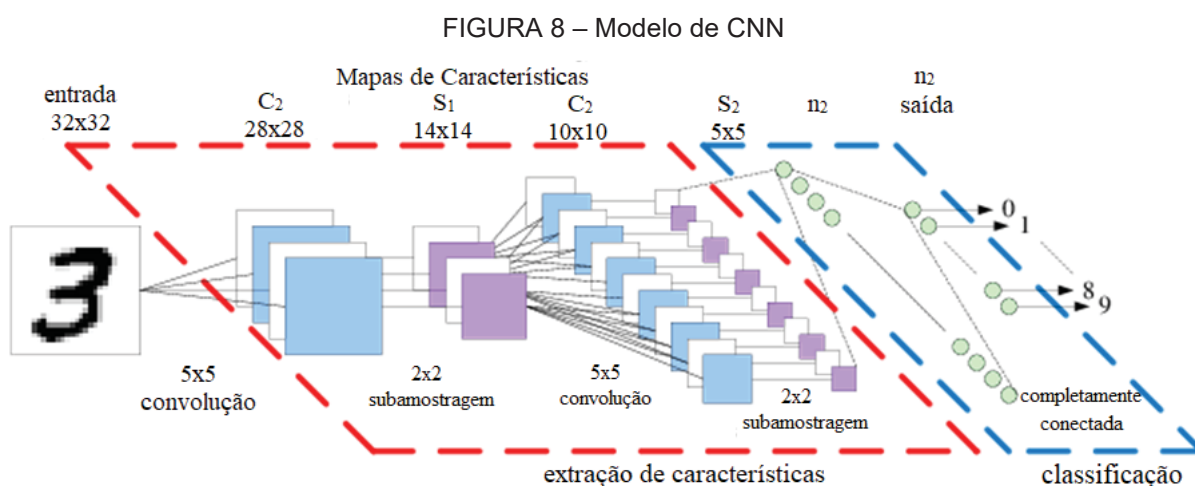 FIGURA 8 – Modelo de CNN
Mapas de Características
entrada
32x32
C₂
28x28
S₁
14x14
C₂
10x10
S₂
5x5
n₂
n₂
saída
3
0
1
8
9
5x5
convolução
2x2
subamostragem
5x5
convolução
2x2
subamostragem
completamente
conectada
extração de características
classificação